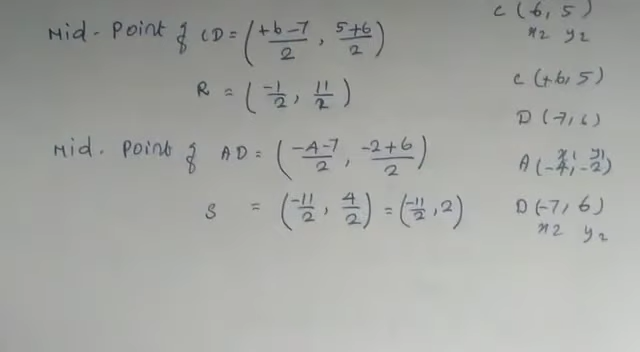 Mid - Point of CD = (+6-7/2, 5+6/2)
R = (-1/2, 11/2)
Mid - Point of AD = (-4-7/2, -2+6/2)
S = (-11/2, 4/2) = (-11/2, 2)
C (6, 5)
x2 y2
C (+6, 5)
D (-7, 6)
x1 y1
A (-4, -2)
D (-7, 6)
x2 y2